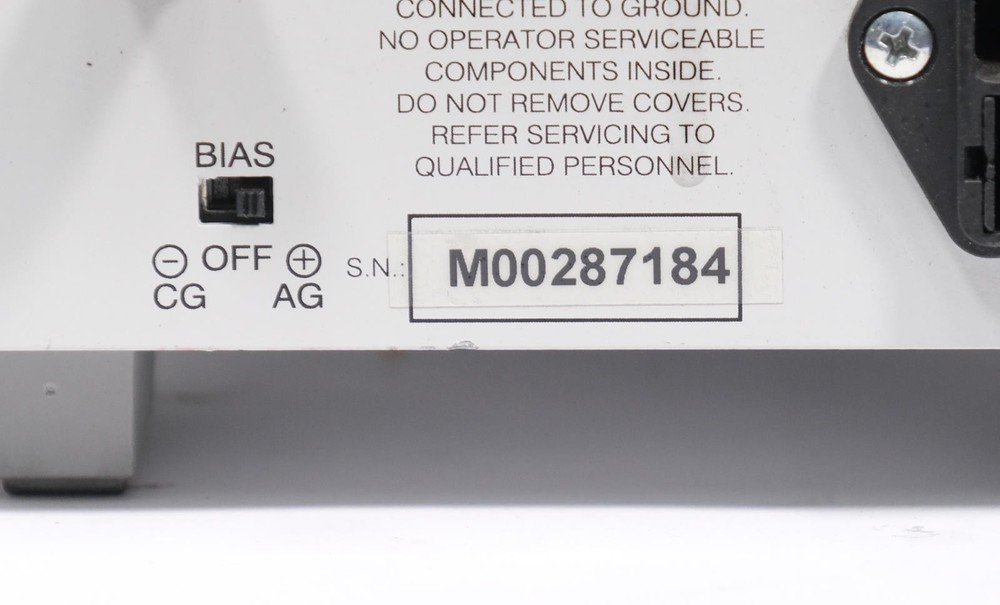 CONNECTED TO GROUND.
NO OPERATOR SERVICEABLE
COMPONENTS INSIDE.
DO NOT REMOVE COVERS.
REFER SERVICING TO
QUALIFIED PERSONNEL.
BIAS
⊖ OFF ⊕
CG AG
S.N.: M00287184